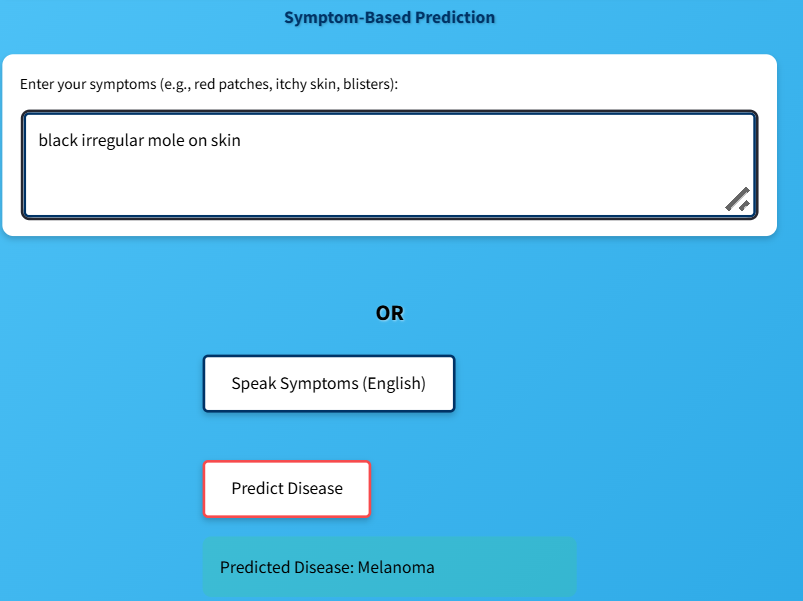 Symptom-Based Prediction
Enter your symptoms (e.g., red patches, itchy skin, blisters):
black irregular mole on skin
OR
Speak Symptoms (English)
Predict Disease
Predicted Disease: Melanoma